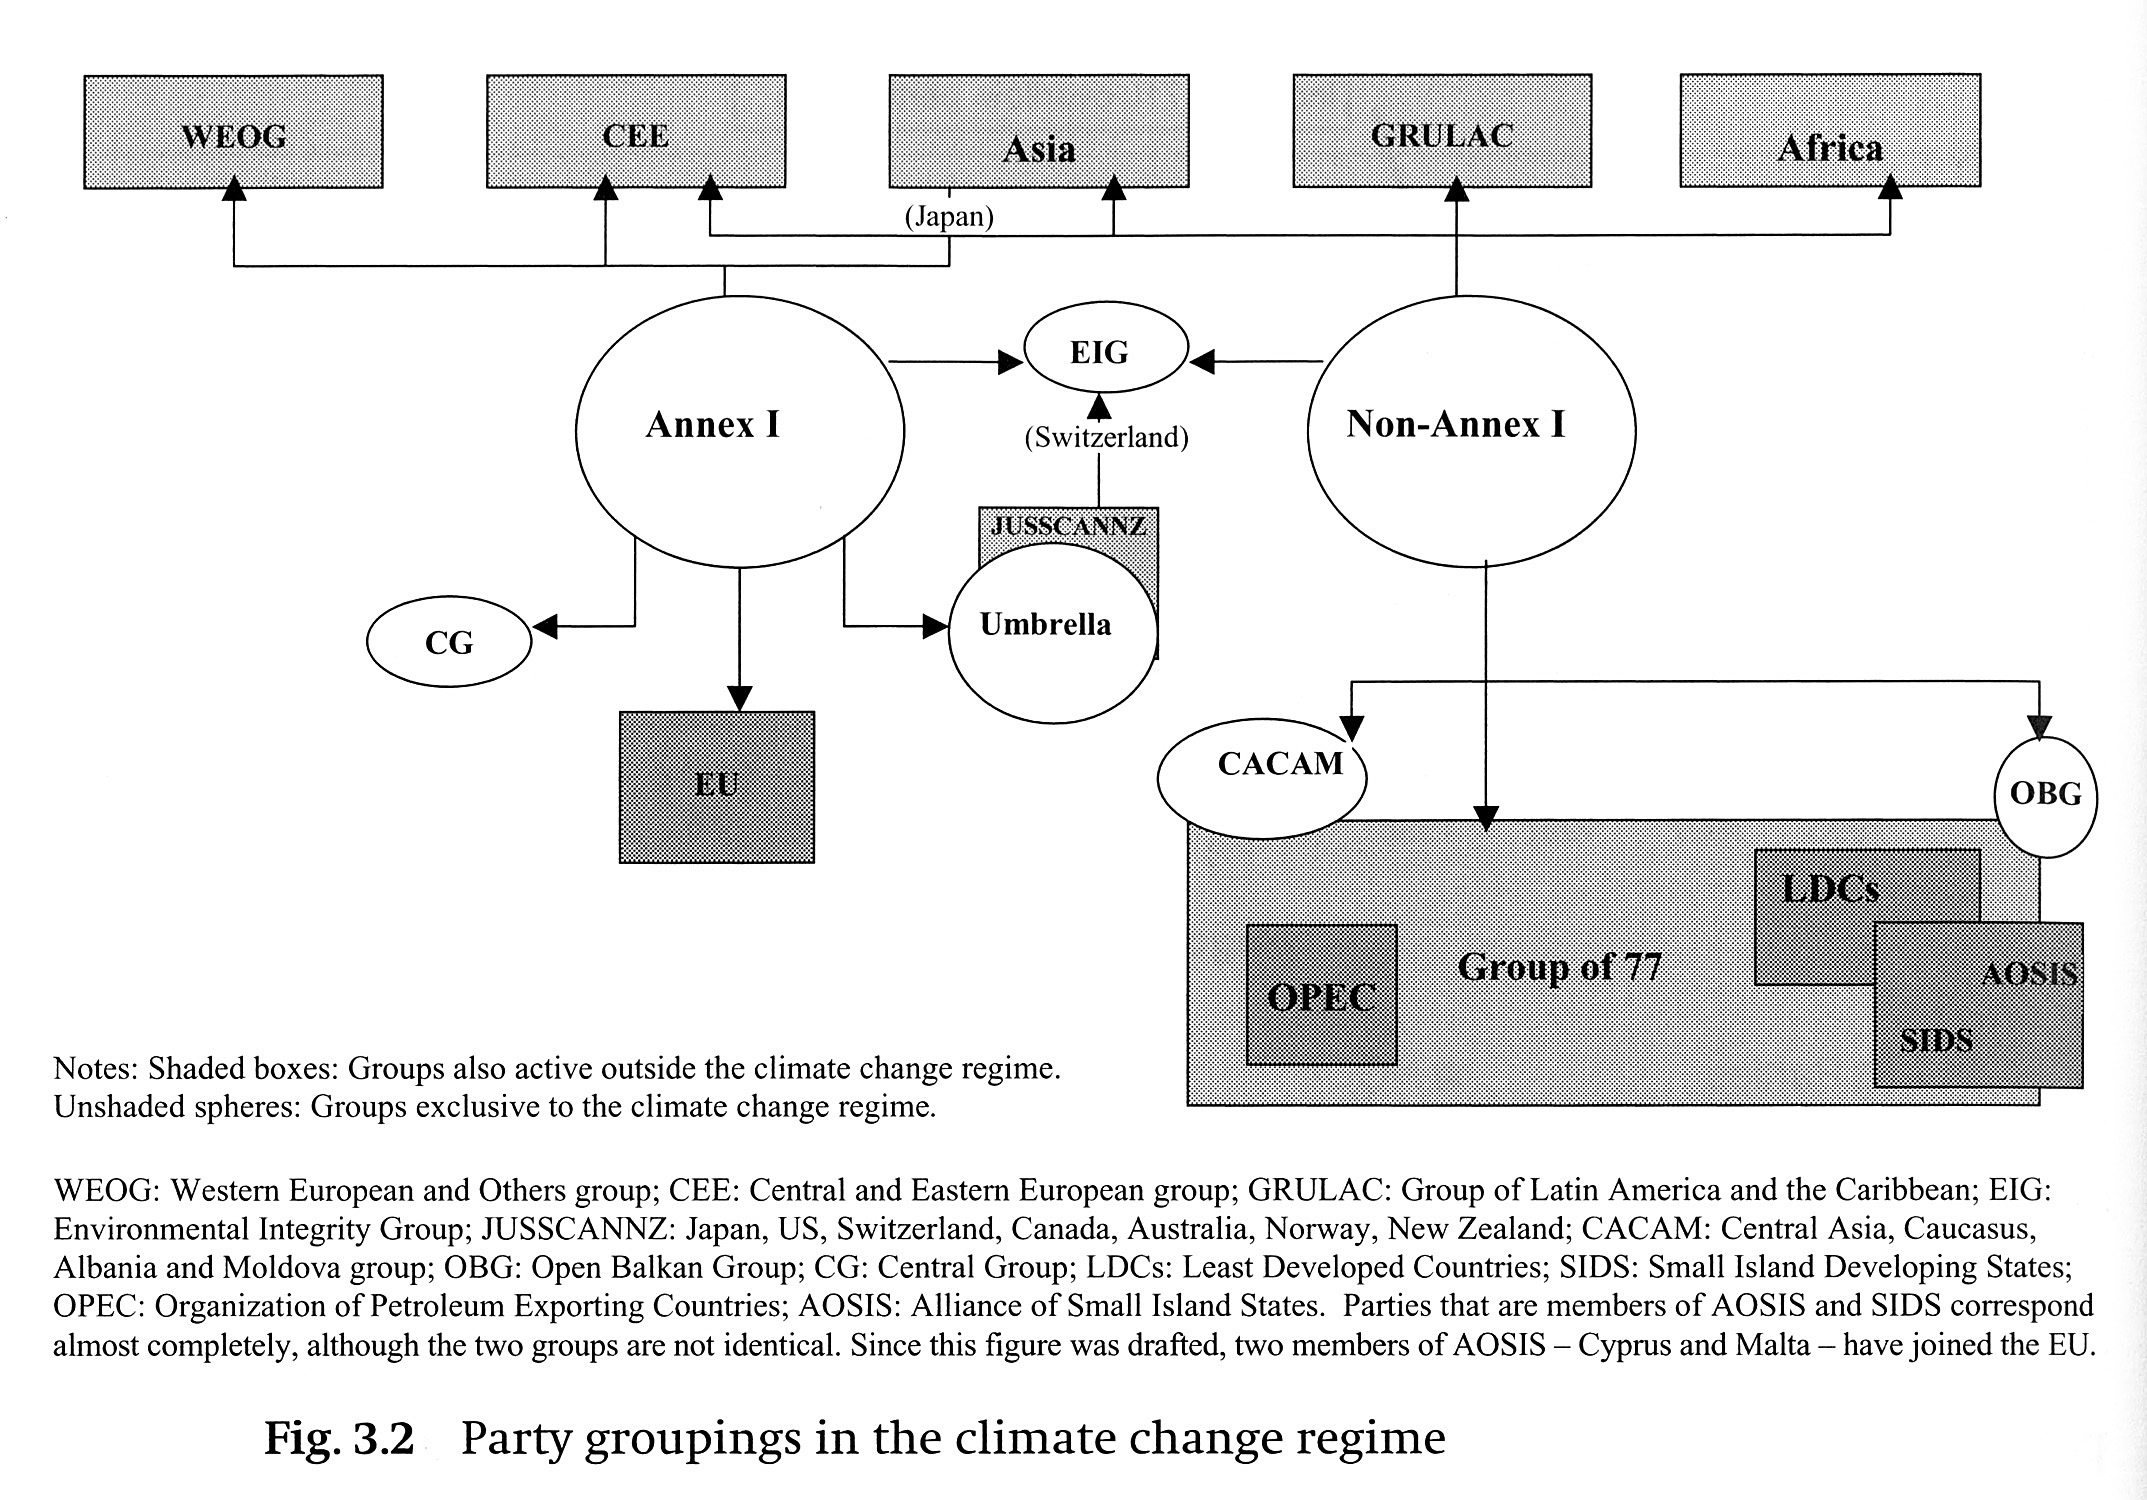 WEOG
CEE
Asia
GRULAC
Africa
(Japan)
EIG
Annex I
Non-Annex I
(Switzerland)
JUSSCANNZ
Umbrella
CG
EU
CACAM
OBG
LDCs
Group of 77
AOSIS
OPEC
SIDS
Notes: Shaded boxes: Groups also active outside the climate change regime.
Unshaded spheres: Groups exclusive to the climate change regime.
WEOG: Western European and Others group; CEE: Central and Eastern European group; GRULAC: Group of Latin America and the Caribbean; EIG:
Environmental Integrity Group; JUSSCANNZ: Japan, US, Switzerland, Canada, Australia, Norway, New Zealand; CACAM: Central Asia, Caucasus,
Albania and Moldova group; OBG: Open Balkan Group; CG: Central Group; LDCs: Least Developed Countries; SIDS: Small Island Developing States;
OPEC: Organization of Petroleum Exporting Countries; AOSIS: Alliance of Small Island States. Parties that are members of AOSIS and SIDS correspond
almost completely, although the two groups are not identical. Since this figure was drafted, two members of AOSIS – Cyprus and Malta – have joined the EU.
Fig. 3.2 Party groupings in the climate change regime